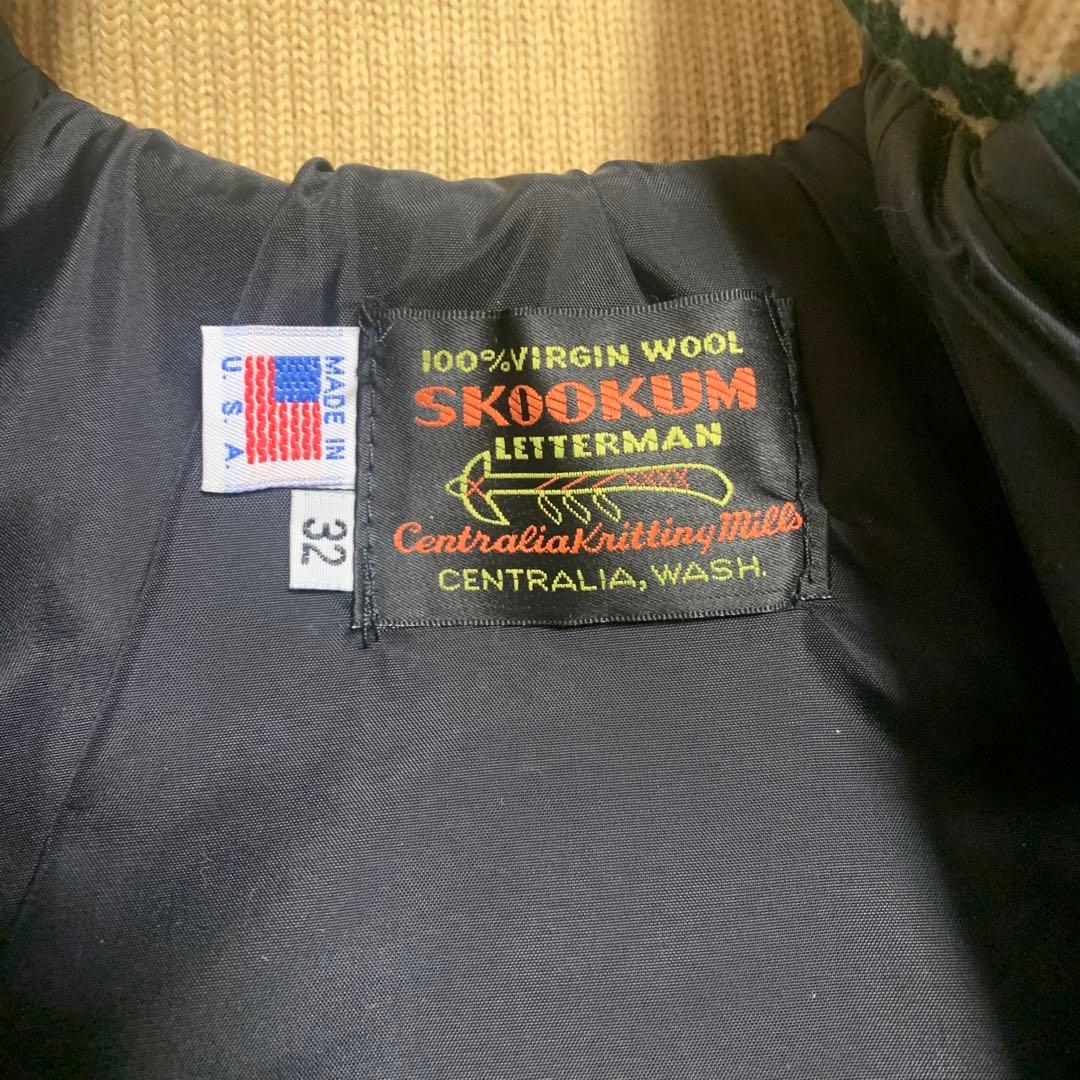 100% VIRGIN WOOL
SKOOKUM
LETTERMAN
Centralia Knitting Mills
CENTRALIA, WASH.
MADE IN
U.S.A.
32